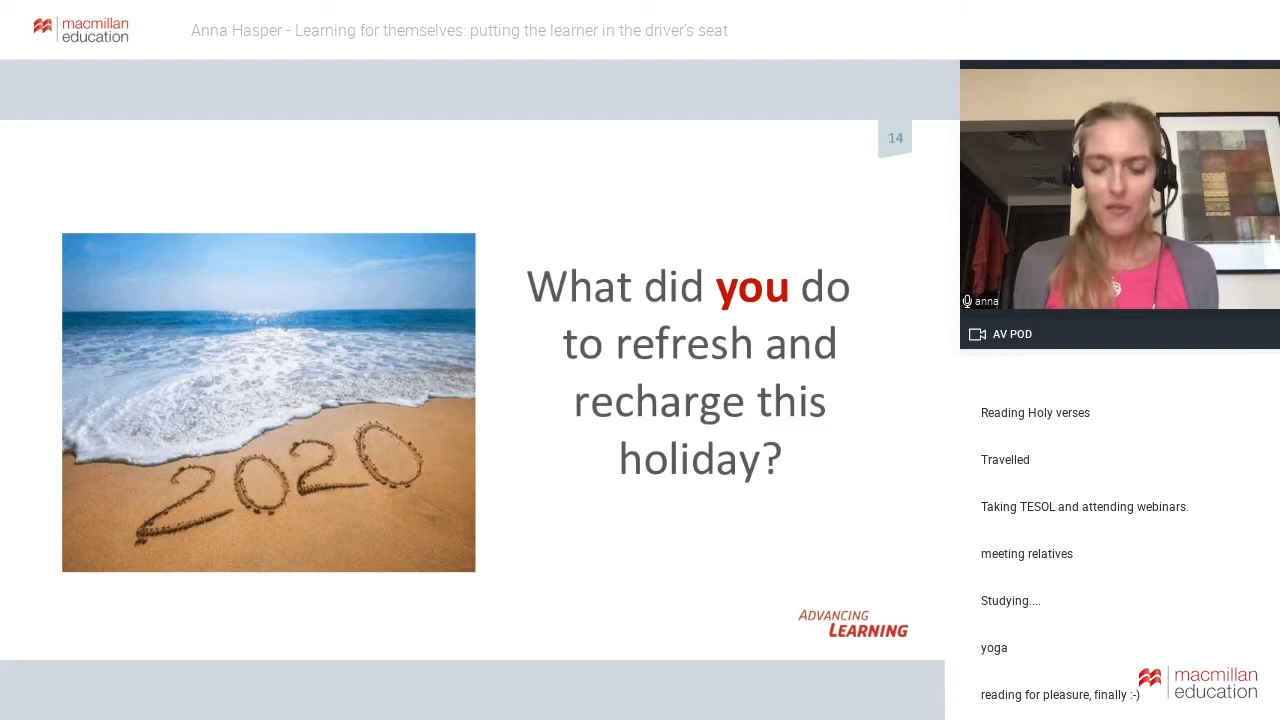 macmillan
education
Anna Hasper - Learning for themselves: putting the learner in the driver's seat
14
What did you do
to refresh and
recharge this
holiday?
2020
ADVANCING
LEARNING
anna
AV POD
Reading Holy verses
Travelled
Taking TESOL and attending webinars.
meeting relatives
Studying....
yoga
reading for pleasure, finally :-)
macmillan
education